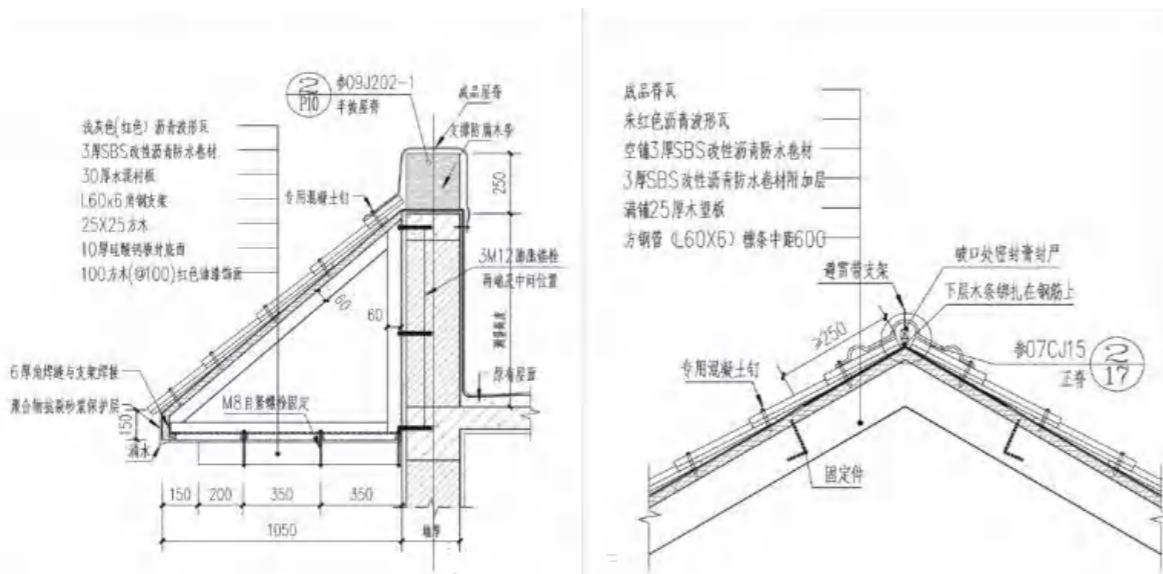 2
P10
参09J202-1
半坡屋脊
成品屋脊
支撑防腐木条
浅灰色(红色)沥青波形瓦
3厚SBS改性沥青防水卷材
30厚水泥衬板
L60x6角钢支架
25X25方木
10厚硅酸钙板封底面
100方木(@100)红色油漆饰面
专用混凝土钉
250
3M12膨胀锚栓
两端及中间位置
60
60
原有屋面
6厚角焊缝与支架焊接
聚合物抗裂砂浆保护层
150
滴水
M8自紧螺栓固定
150
200
350
350
1050
墙厚
成品脊瓦
朱红色沥青波形瓦
空铺3厚SBS改性沥青防水卷材
3厚SBS改性沥青防水卷材附加层
满铺25厚木望板
方钢管(L60X6)檩条中距600
避雷带支架
破口处密封膏封严
下层木条绑扎在钢筋上
≥250
参07CJ15
正脊
2
17
专用混凝土钉
固定件